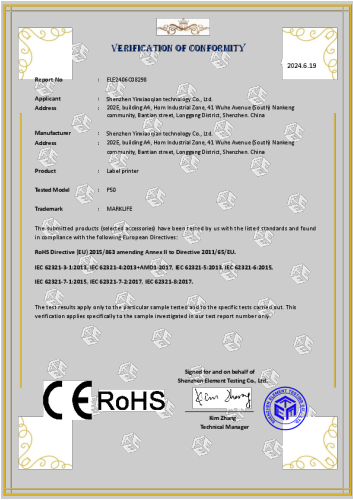 VERIFICATION OF CONFORMITY
2024.6.19
Report No : ELE2406C08298
Applicant : Shenzhen Yinxiaoqian technology Co., Ltd.
Address : 202E, building A4, Horn Industrial Zone, 41 Wuhe Avenue (South) Nankeng
community, Bantian street, Longgang District, Shenzhen. China
Manufacturer : Shenzhen Yinxiaoqian technology Co., Ltd.
Address : 202E, building A4, Horn Industrial Zone, 41 Wuhe Avenue (South) Nankeng
community, Bantian street, Longgang District, Shenzhen. China
Product : Label printer
Tested Model : P50
Trademark : MARKLIFE
The submitted products (selected accessories) have been tested by us with the listed standards and found
in compliance with the following European Directives:
RoHS Directive (EU) 2015/863 amending Annex II to Directive 2011/65/EU.
IEC 62321-3-1:2013, IEC 62321-4:2013+AMD1:2017, IEC 62321-5:2013, IEC 62321-6:2015,
IEC 62321-7-1:2015, IEC 62321-7-2:2017, IEC 62321-8:2017.
The test results apply only to the particular sample tested and to the specific tests carried out. This
verification applies specifically to the sample investigated in our test report number only.
Signed for and on behalf of
Shenzhen Element Testing Co., Ltd.
CE RoHS
Kim Zhang
Kim Zhang
Technical Manager